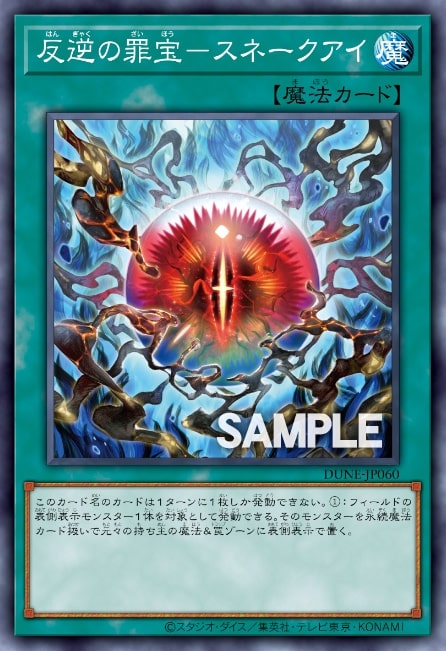 反逆の罪宝－スネークアイ
魔
【魔法カード】
SAMPLE
DUNE-JP060
このカード名のカードは１ターンに１枚しか発動できない。①：フィールドの
表側表示モンスター１体を対象として発動できる。そのモンスターを永続魔法
カード扱いで元々の持ち主の魔法＆罠ゾーンに表側表示で置く。
©スタジオ・ダイス／集英社・テレビ東京・KONAMI